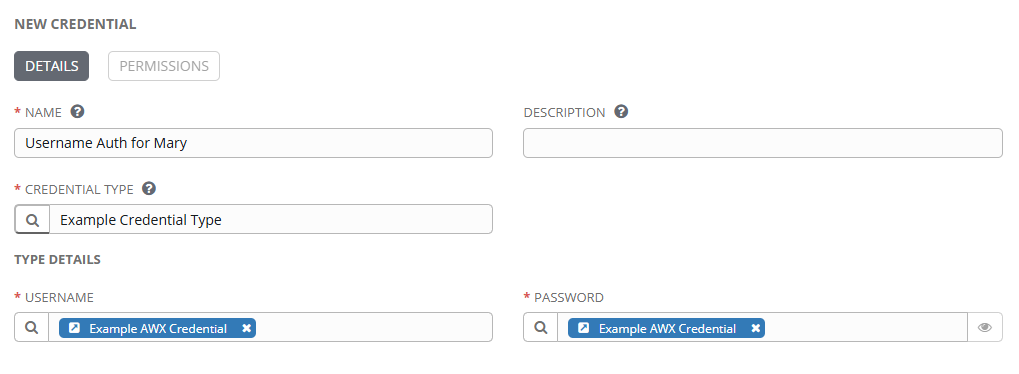 NEW CREDENTIAL
DETAILS PERMISSIONS
* NAME ? DESCRIPTION ?
Username Auth for Mary
* CREDENTIAL TYPE ?
Example Credential Type
TYPE DETAILS
* USERNAME * PASSWORD
Example AWX Credential Example AWX Credential